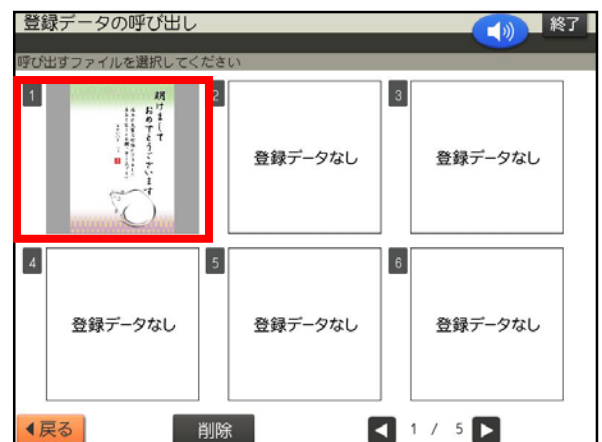 登録データの呼び出し
終了
呼び出すファイルを選択してください
1
明けまして
おめでとうございます
2
登録データなし
3
登録データなし
4
登録データなし
5
登録データなし
6
登録データなし
戻る
削除
1 / 5